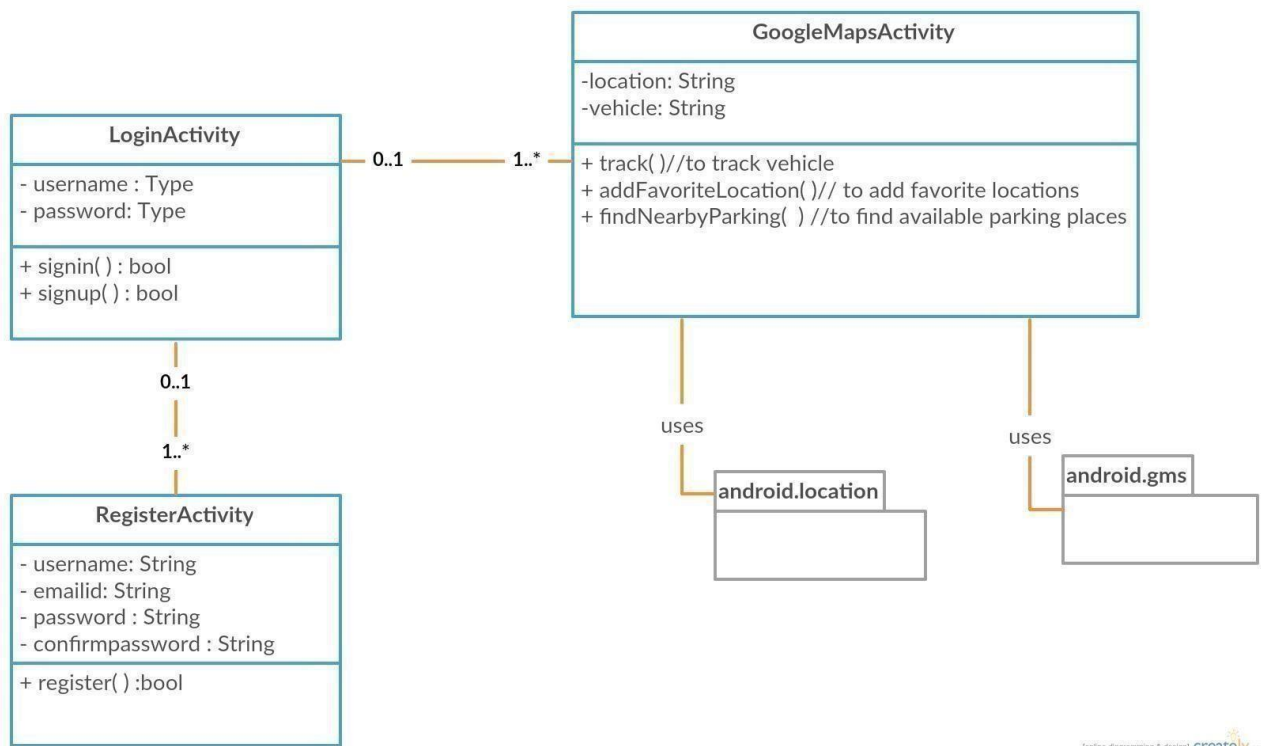 GoogleMapsActivity
-location: String
-vehicle: String
+ track( )//to track vehicle
+ addFavoriteLocation( )// to add favorite locations
+ findNearbyParking(  ) //to find available parking places
LoginActivity
- username : Type
- password: Type
+ signin( ) : bool
+ signup( ) : bool
0..1
1..*
0..1
1..*
RegisterActivity
- username: String
- emailid: String
- password : String
- confirmpassword : String
+ register( ) :bool
uses
android.location
uses
android.gms
creately